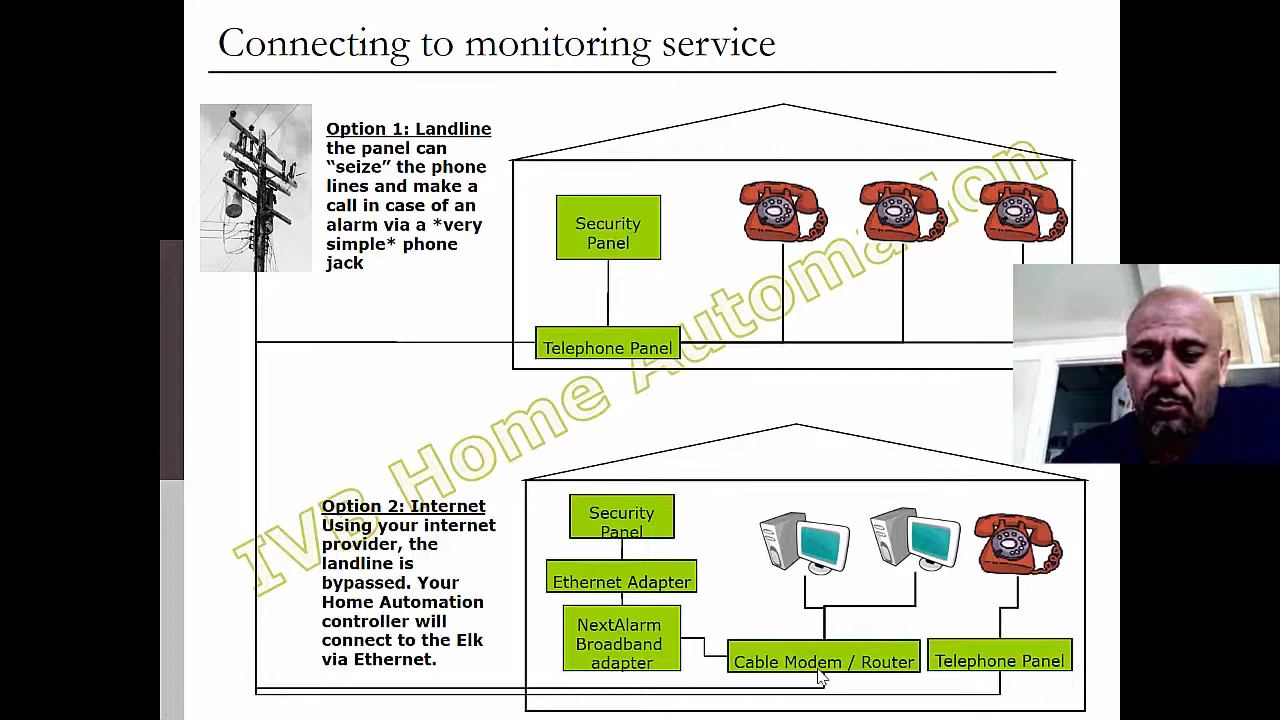 Connecting to monitoring service
Option 1: Landline
the panel can
“seize” the phone
lines and make a
call in case of an
alarm via a *very
simple* phone
jack
Security
Panel
Telephone Panel
IVB Home Automation
Option 2: Internet
Using your internet
provider, the
landline is
bypassed. Your
Home Automation
controller will
connect to the Elk
via Ethernet.
Security
Panel
Ethernet Adapter
NextAlarm
Broadband
adapter
Cable Modem / Router
Telephone Panel